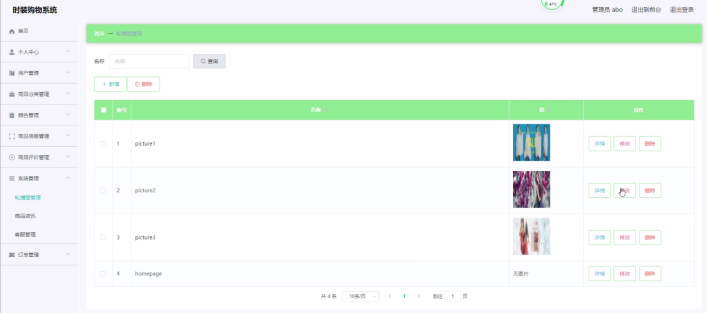 时装购物系统
管理员 abo 退出到前台 退出登录
首页
个人中心
用户管理
商品分类管理
颜色管理
商品信息管理
商品评价管理
系统管理
轮播图管理
商品资讯
客服管理
订单管理
首页 轮播图管理
名称 名称 查询
+ 新增 删除
索引 名称 值 操作
1 picture1 详情 修改 删除
2 picture2 详情 修改 删除
3 picture3 详情 修改 删除
4 homepage 无图片 详情 修改 删除
共 4 条 10条/页 < 1 > 前往 1 页